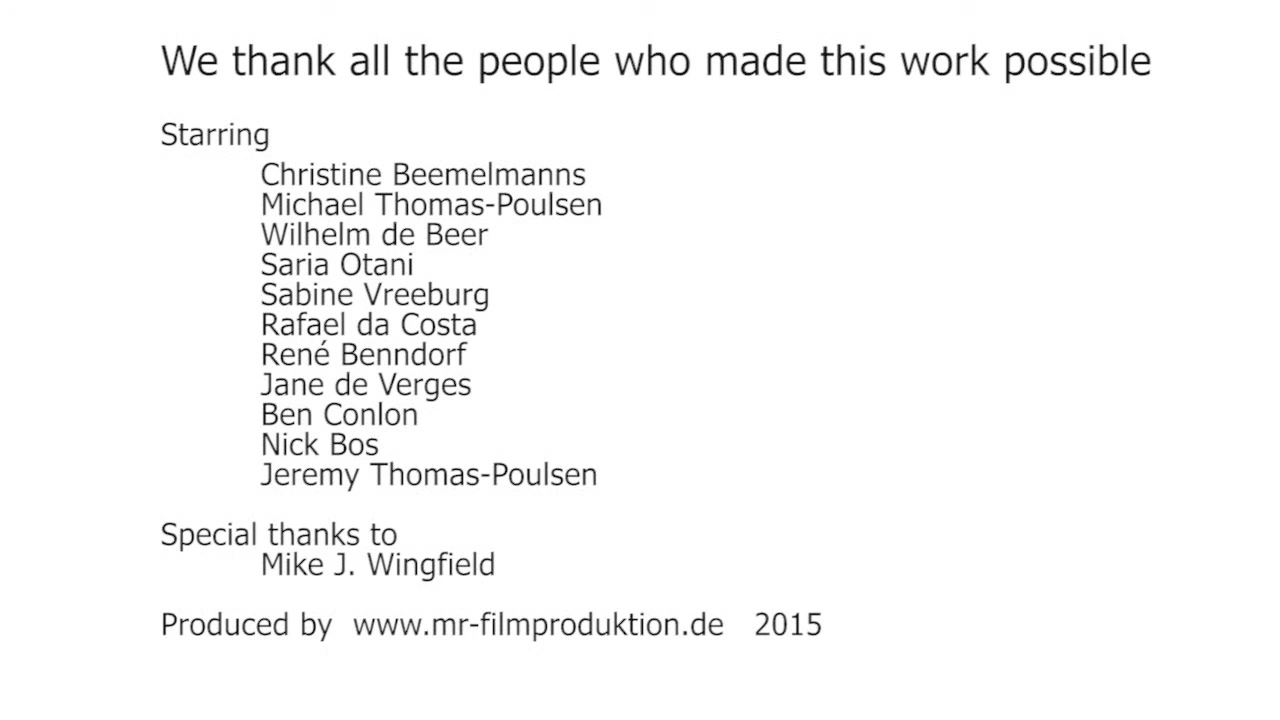 We thank all the people who made this work possible
Starring
Christine Beemelmanns
Michael Thomas-Poulsen
Wilhelm de Beer
Saria Otani
Sabine Vreeburg
Rafael da Costa
René Benndorf
Jane de Verges
Ben Conlon
Nick Bos
Jeremy Thomas-Poulsen
Special thanks to
Mike J. Wingfield
Produced by www.mr-filmproduktion.de 2015